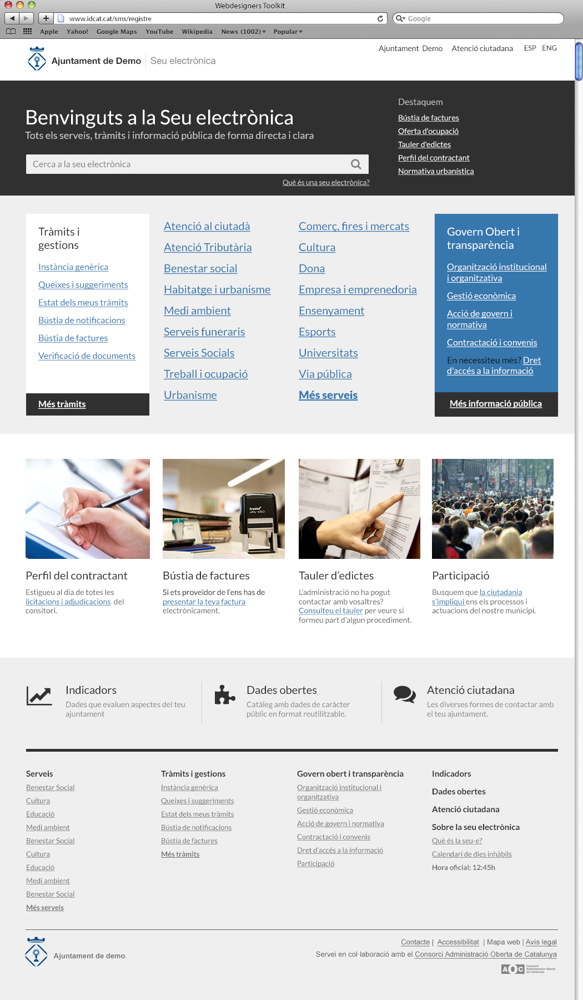 Webdesigners Toolkit
www.idcat.cat/sms/registre
Google
Apple Yahoo! Google Maps YouTube Wikipedia News (1002) Popular
Ajuntament Demo Atenció ciutadana ESP ENG
Ajuntament de Demo Seu electrònica
Benvinguts a la Seu electrònica
Tots els serveis, tràmits i informació pública de forma directa i clara
Cerca a la seu electrònica
Què és una seu electrònica?
Destaquem
Bústia de factures
Oferta d'ocupació
Tauler d'edictes
Perfil del contractant
Normativa urbanística
Tràmits i
gestions
Instància genèrica
Queixes i suggeriments
Estat dels meus tràmits
Bústia de notificacions
Bústia de factures
Verificació de documents
Més tràmits
Atenció al ciutadà
Atenció Tributària
Benestar social
Habitatge i urbanisme
Medi ambient
Serveis funeraris
Serveis Socials
Treball i ocupació
Urbanisme
Comerç, fires i mercats
Cultura
Dona
Empresa i emprenedoria
Ensenyament
Esports
Universitats
Via pública
Més serveis
Govern Obert i
transparència
Organització institucional
i organitzativa
Gestió econòmica
Acció de govern i
normativa
Contractació i convenis
En necessiteu més? Dret
d'accés a la informació
Més informació pública
trodat
Perfil del contractant
Estigueu al dia de totes les
licitacions i adjudicacions del
consitori.
Bústia de factures
Si ets proveïdor de l'ens has de
presentar la teva factura
electrònicament.
Tauler d'edictes
L'administració no ha pogut
contactar amb vosaltres?
Consulteu el tauler per veure si
formeu part d'algun procediment.
Participació
Busquem que la ciutadania
s'impliqui ens els processos i
actuacions del nostre municipi.
Indicadors
Dades que evaluen aspectes del teu
ajuntament
Dades obertes
Catàleg amb dades de caràcter
públic en format reutilitzable.
Atenció ciutadana
Les diverses formes de contactar amb
el teu ajuntament.
Serveis
Benestar Social
Cultura
Educació
Medi ambient
Benestar Social
Cultura
Educació
Medi ambient
Benestar Social
Més serveis
Tràmits i gestions
Instància genèrica
Queixes i suggeriments
Estat dels meus tràmits
Bústia de notificacions
Bústia de factures
Més tràmits
Govern obert i transparència
Organització institucional i
organitzativa
Gestió econòmica
Acció de govern i normativa
Contractació i convenis
Dret d'accés a la informació
Participació
Indicadors
Dades obertes
Atenció ciutadana
Sobre la seu electrònica
Què és la seu-e?
Calendari de dies inhàbils
Hora oficial: 12:45h
Ajuntament de demo.
Contacte | Accessibilitat | Mapa web | Avís legal
Servei en col·laboració amb el Consorci Administració Oberta de Catalunya
AOC Consorci
Administració Oberta
de Catalunya